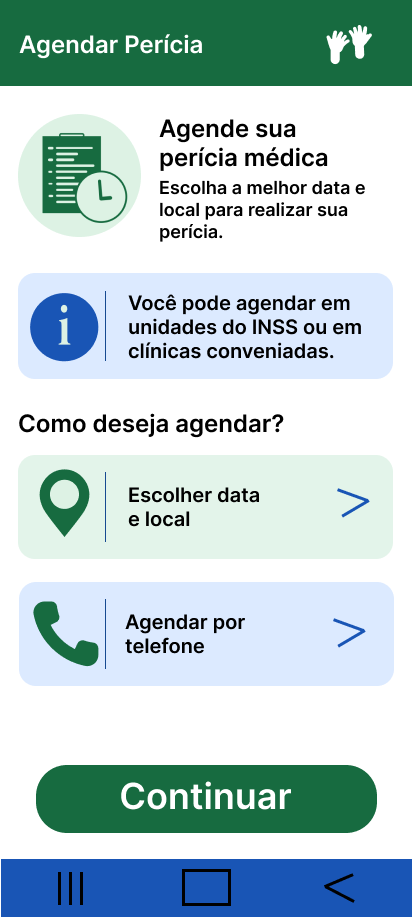 Agendar Perícia
Agende sua
perícia médica
Escolha a melhor data e
local para realizar sua
perícia.
i
Você pode agendar em
unidades do INSS ou em
clínicas conveniadas.
Como deseja agendar?
Escolher data
e local
Agendar por
telefone
Continuar